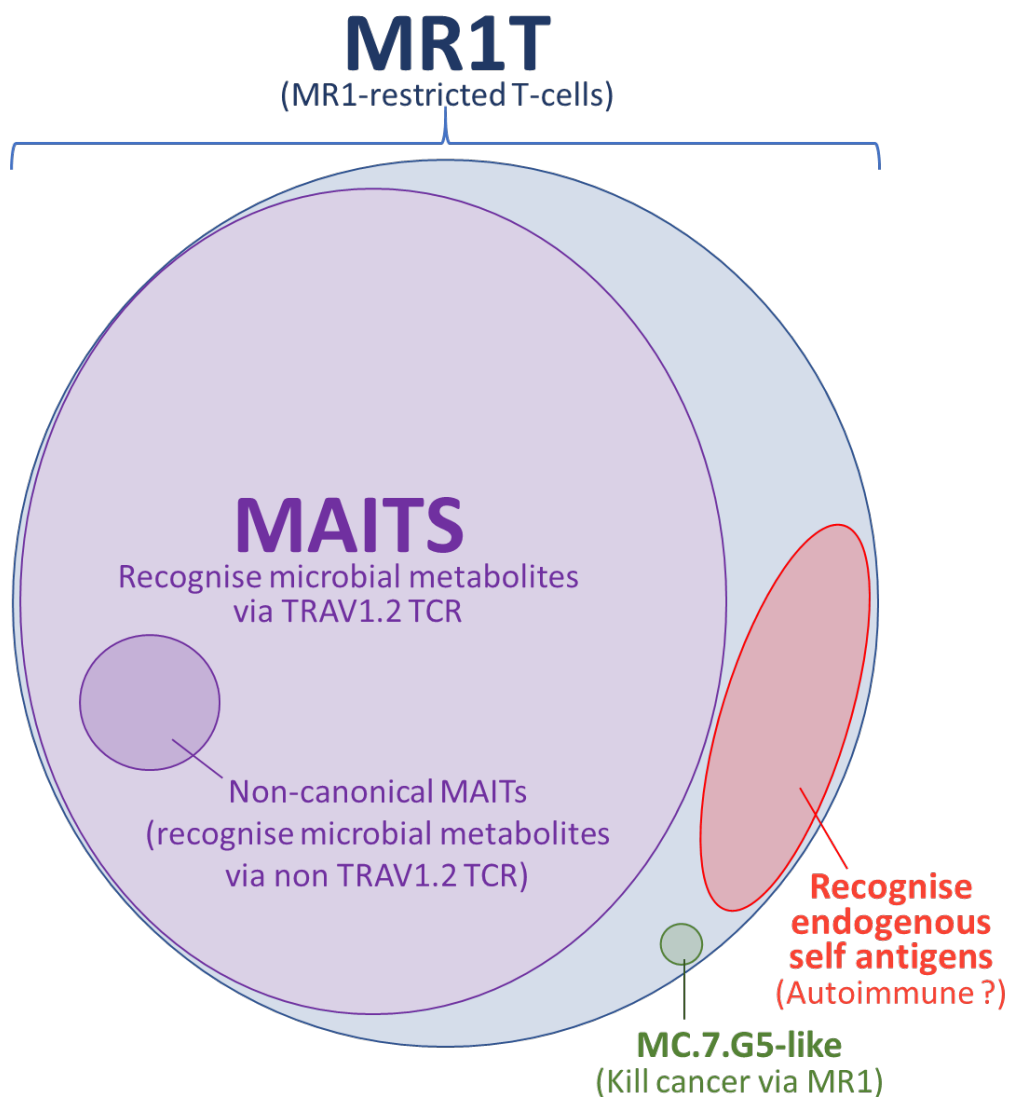 MR1T
(MR1-restricted T-cells)
MAITS
Recognise microbial metabolites
via TRAV1.2 TCR
Non-canonical MAITs
(recognise microbial metabolites
via non TRAV1.2 TCR)
Recognise
endogenous
self antigens
(Autoimmune ?)
MC.7.G5-like
(Kill cancer via MR1)